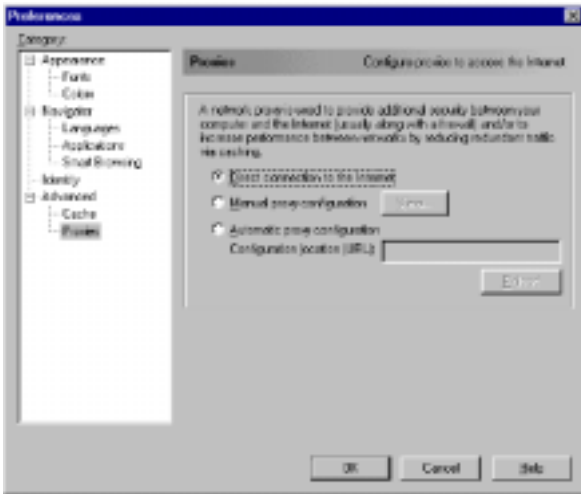 Preferences
Category:
Appearance
Fonts
Colors
Navigator
Languages
Applications
Smart Browsing
Identity
Advanced
Cache
Proxies
Proxies Configure proxies to access the Internet
A network proxy is used to provide additional security between your
computer and the Internet (usually along with a firewall) and/or to
increase performance between networks by reducing redundant traffic
via caching.
Direct connection to the Internet
Manual proxy configuration View...
Automatic proxy configuration
Configuration location (URL):
OK Cancel Help